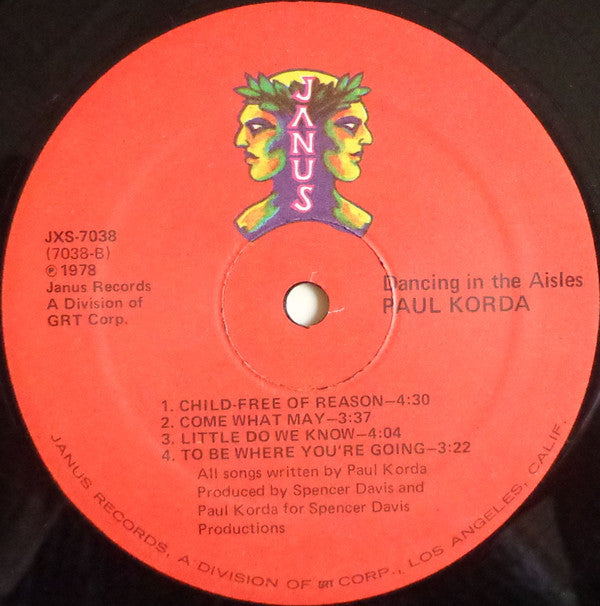 JANUS
JXS-7038
(7038-B)
℗ 1978
Janus Records
A Division of
GRT Corp.
Dancing in the Aisles
PAUL KORDA
1. CHILD-FREE OF REASON—4:30
2. COME WHAT MAY—3:37
3. LITTLE DO WE KNOW—4:04
4. TO BE WHERE YOU'RE GOING—3:22
All songs written by Paul Korda
Produced by Spencer Davis and
Paul Korda for Spencer Davis
Productions
JANUS RECORDS, A DIVISION OF GRT CORP., LOS ANGELES, CALIF.